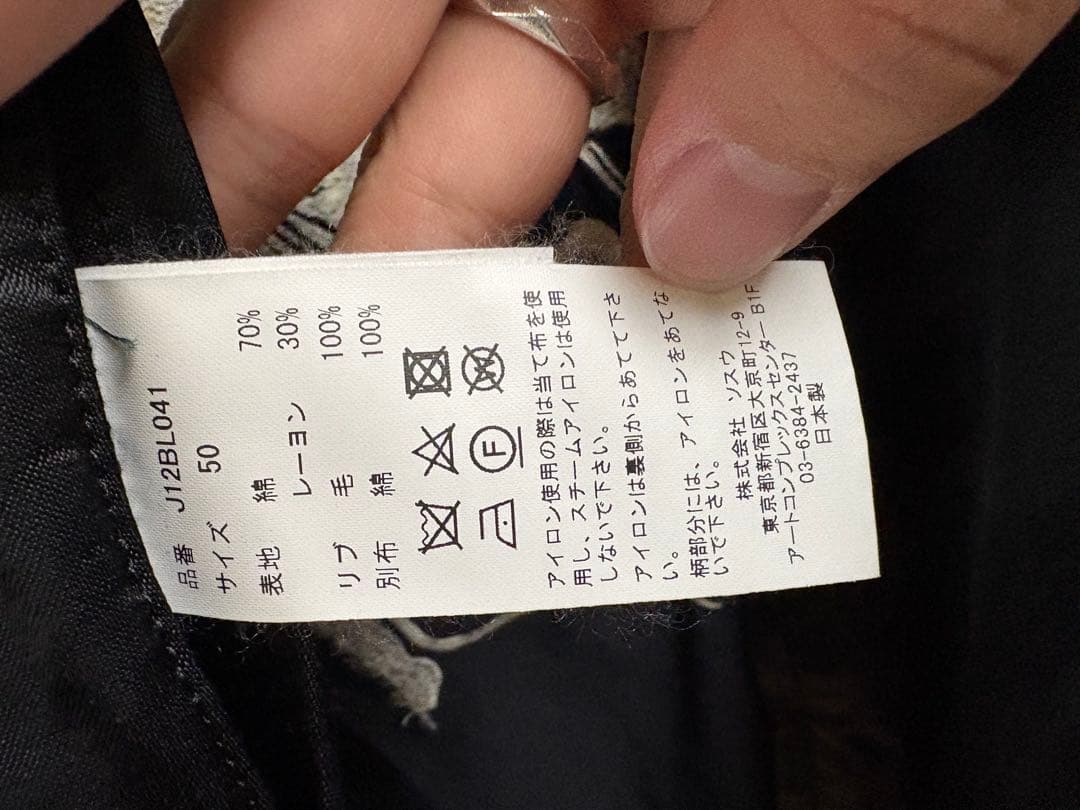 品番 J12BL041
サイズ 50
表地 綿 70%
レーヨン 30%
リブ 毛 100%
別布 綿 100%
F
W
アイロン使用の際は当て布を使
用し、スチームアイロンは使用
しないで下さい。
アイロンは裏側からあてて下さ
い。
柄部分には、アイロンをあてな
いで下さい。
株式会社 ソスウ
東京都新宿区大京町12-9
アートコンプレックスセンター B1F
03-6384-2437
日本製